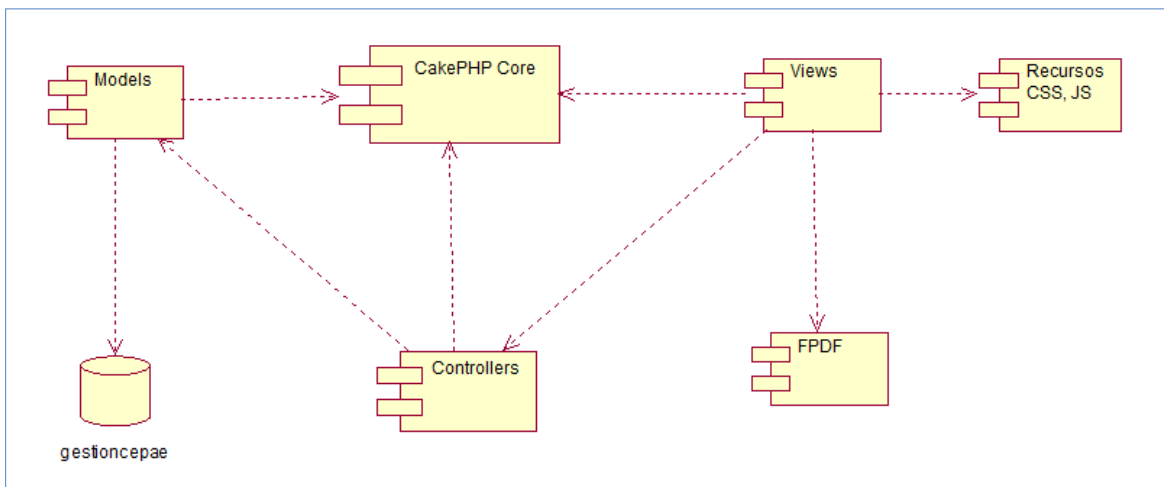 Models
CakePHP Core
Views
Recursos
CSS, JS
Controllers
FPDF
gestioncepae